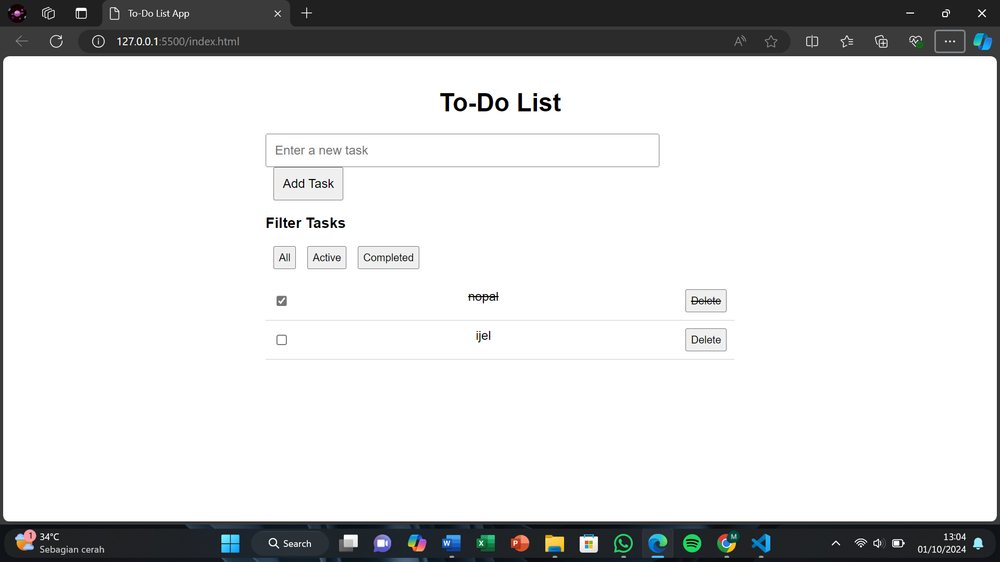 To-Do List App
127.0.0.1:5500/index.html
To-Do List
Enter a new task
Add Task
Filter Tasks
All Active Completed
nopal Delete
ijel Delete
1 34°C
Sebagian cerah
Search
M
13:04
01/10/2024